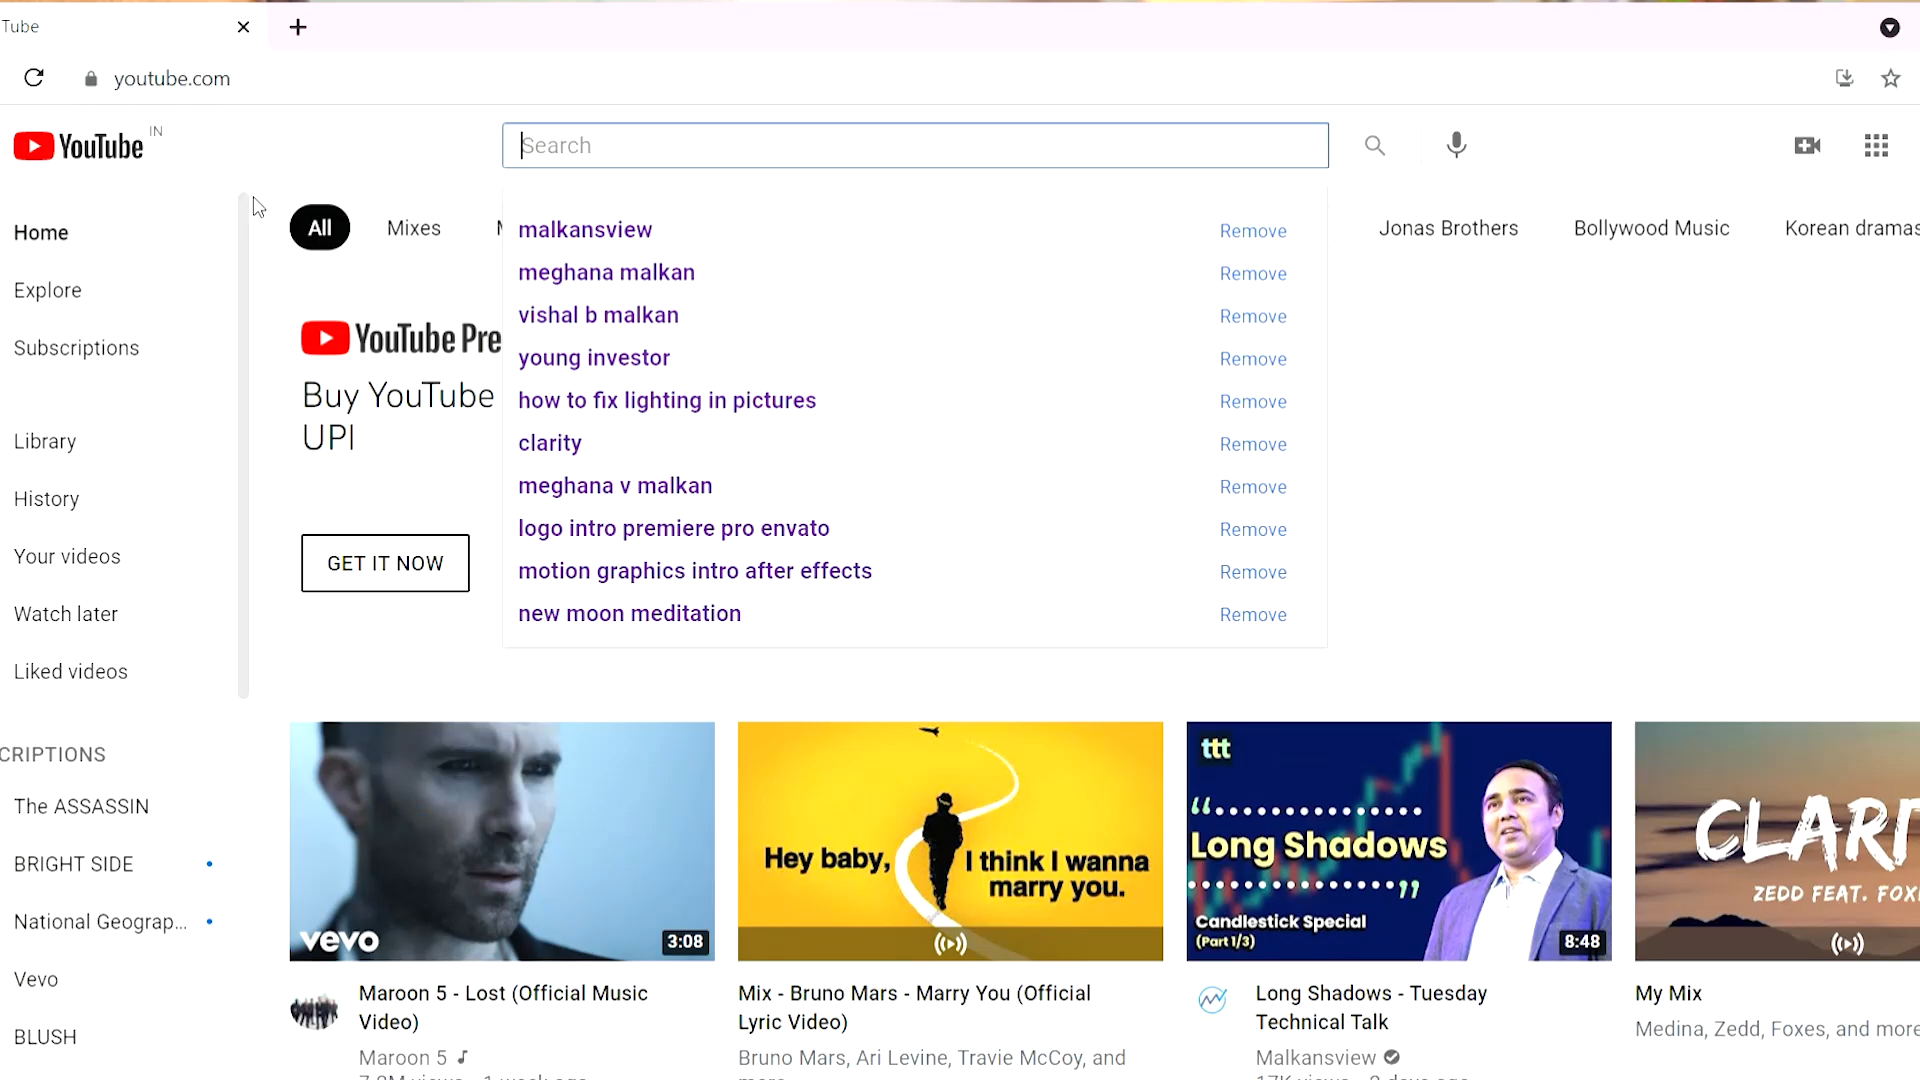 Tube
youtube.com
YouTube IN
Search
Home
Explore
Subscriptions
Library
History
Your videos
Watch later
Liked videos
CRIPTIONS
The ASSASSIN
BRIGHT SIDE
National Geograp...
Vevo
BLUSH
All
Mixes
Jonas Brothers
Bollywood Music
Korean dramas
malkansview Remove
meghana malkan Remove
vishal b malkan Remove
young investor Remove
how to fix lighting in pictures Remove
clarity Remove
meghana v malkan Remove
logo intro premiere pro envato Remove
motion graphics intro after effects Remove
new moon meditation Remove
YouTube Pre
Buy YouTube
UPI
GET IT NOW
vevo
3:08
Maroon 5 - Lost (Official Music
Video)
Maroon 5
Hey baby, I think I wanna
marry you.
Mix - Bruno Mars - Marry You (Official
Lyric Video)
Bruno Mars, Ari Levine, Travie McCoy, and
ttt
“
Long Shadows
”
Candlestick Special
(Part 1/3)
8:48
Long Shadows - Tuesday
Technical Talk
Malkansview
CLARI
ZEDD FEAT. FOX
My Mix
Medina, Zedd, Foxes, and more